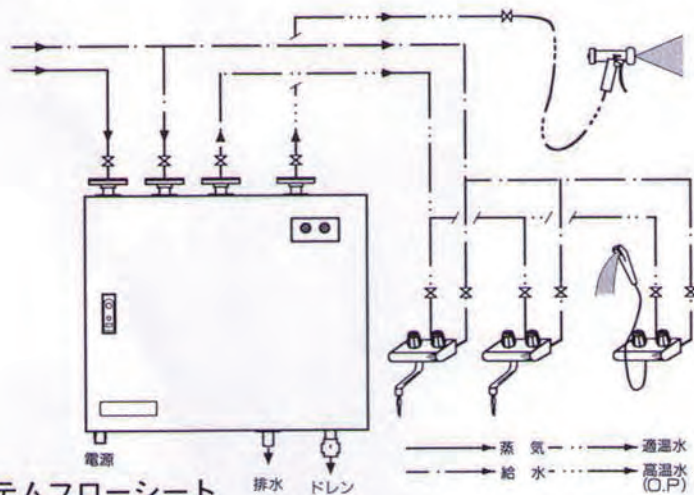 電源
排水
ドレン
蒸気
適温水
給水
高温水
(O.P)
テムフローシート